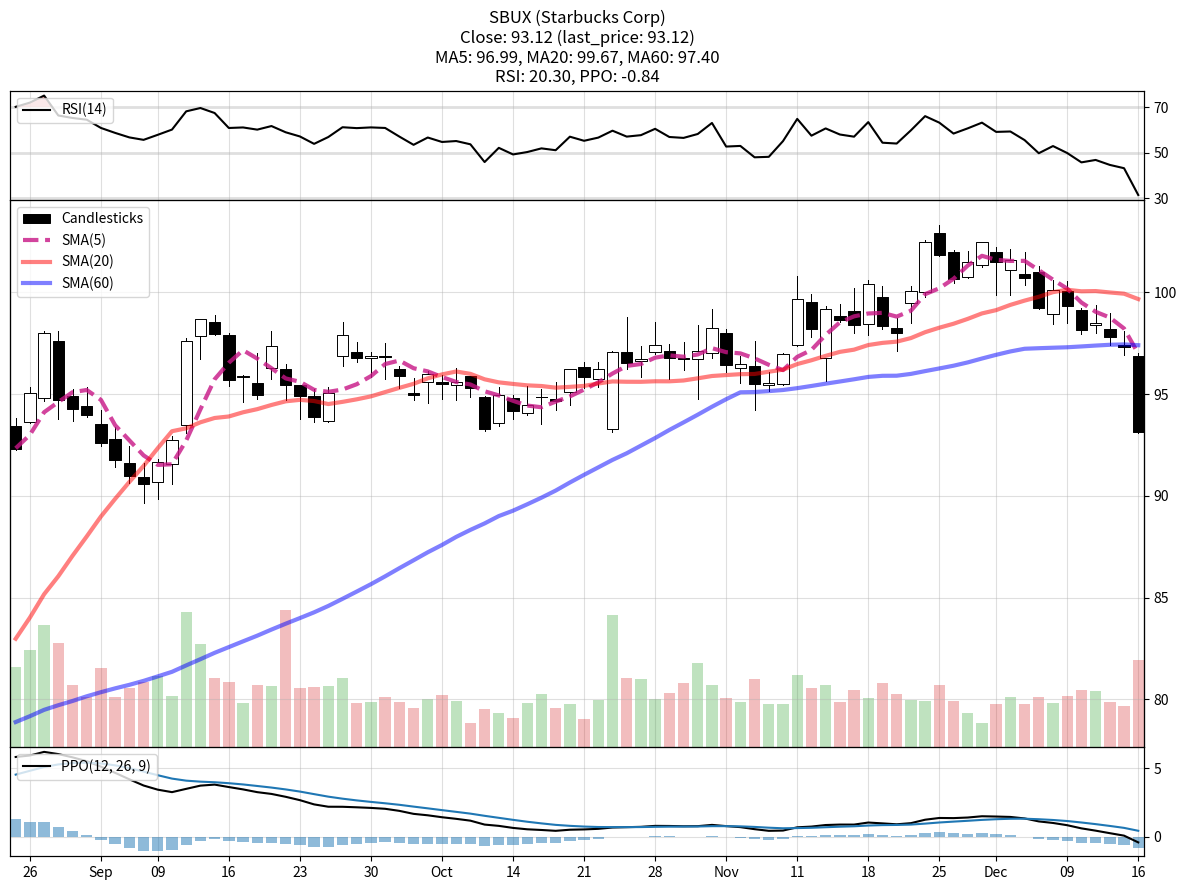 SBUX (Starbucks Corp)
Close: 93.12 (last_price: 93.12)
MA5: 96.99, MA20: 99.67, MA60: 97.40
RSI: 20.30, PPO: -0.84
RSI(14)
70
50
30
Candlesticks
SMA(5)
SMA(20)
SMA(60)
100
95
90
85
80
PPO(12, 26, 9)
5
0
26 Sep 09 16 23 30 Oct 14 21 28 Nov 11 18 25 Dec 09 16